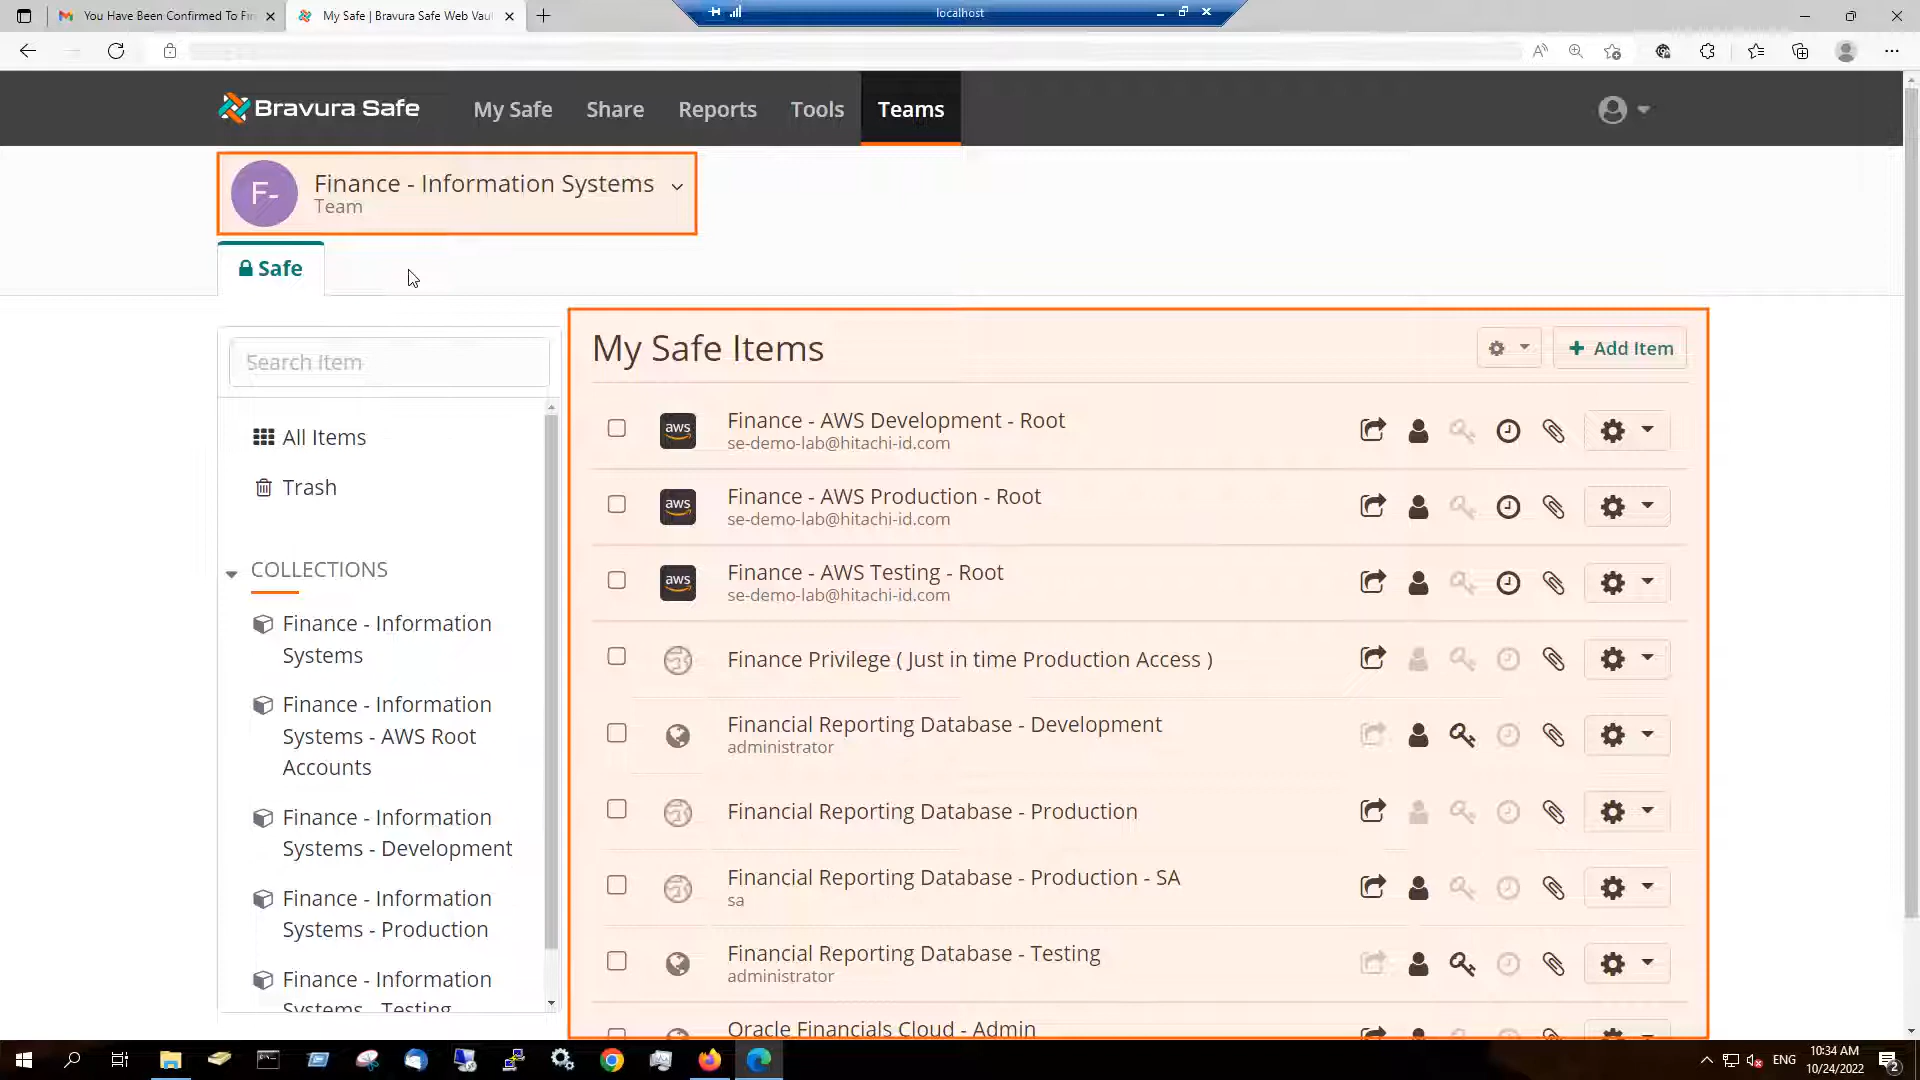 You Have Been Confirmed To Fin
My Safe | Bravura Safe Web Vau
localhost
Bravura Safe
My Safe
Share
Reports
Tools
Teams
F-
Finance - Information Systems
Team
Safe
Search Item
All Items
Trash
COLLECTIONS
Finance - Information
Systems
Finance - Information
Systems - AWS Root
Accounts
Finance - Information
Systems - Development
Finance - Information
Systems - Production
Finance - Information
Systems - Testing
My Safe Items
Add Item
aws
Finance - AWS Development - Root
se-demo-lab@hitachi-id.com
aws
Finance - AWS Production - Root
se-demo-lab@hitachi-id.com
aws
Finance - AWS Testing - Root
se-demo-lab@hitachi-id.com
Finance Privilege ( Just in time Production Access )
Financial Reporting Database - Development
administrator
Financial Reporting Database - Production
Financial Reporting Database - Production - SA
sa
Financial Reporting Database - Testing
administrator
Oracle Financials Cloud - Admin
ENG
10:34 AM
10/24/2022
2